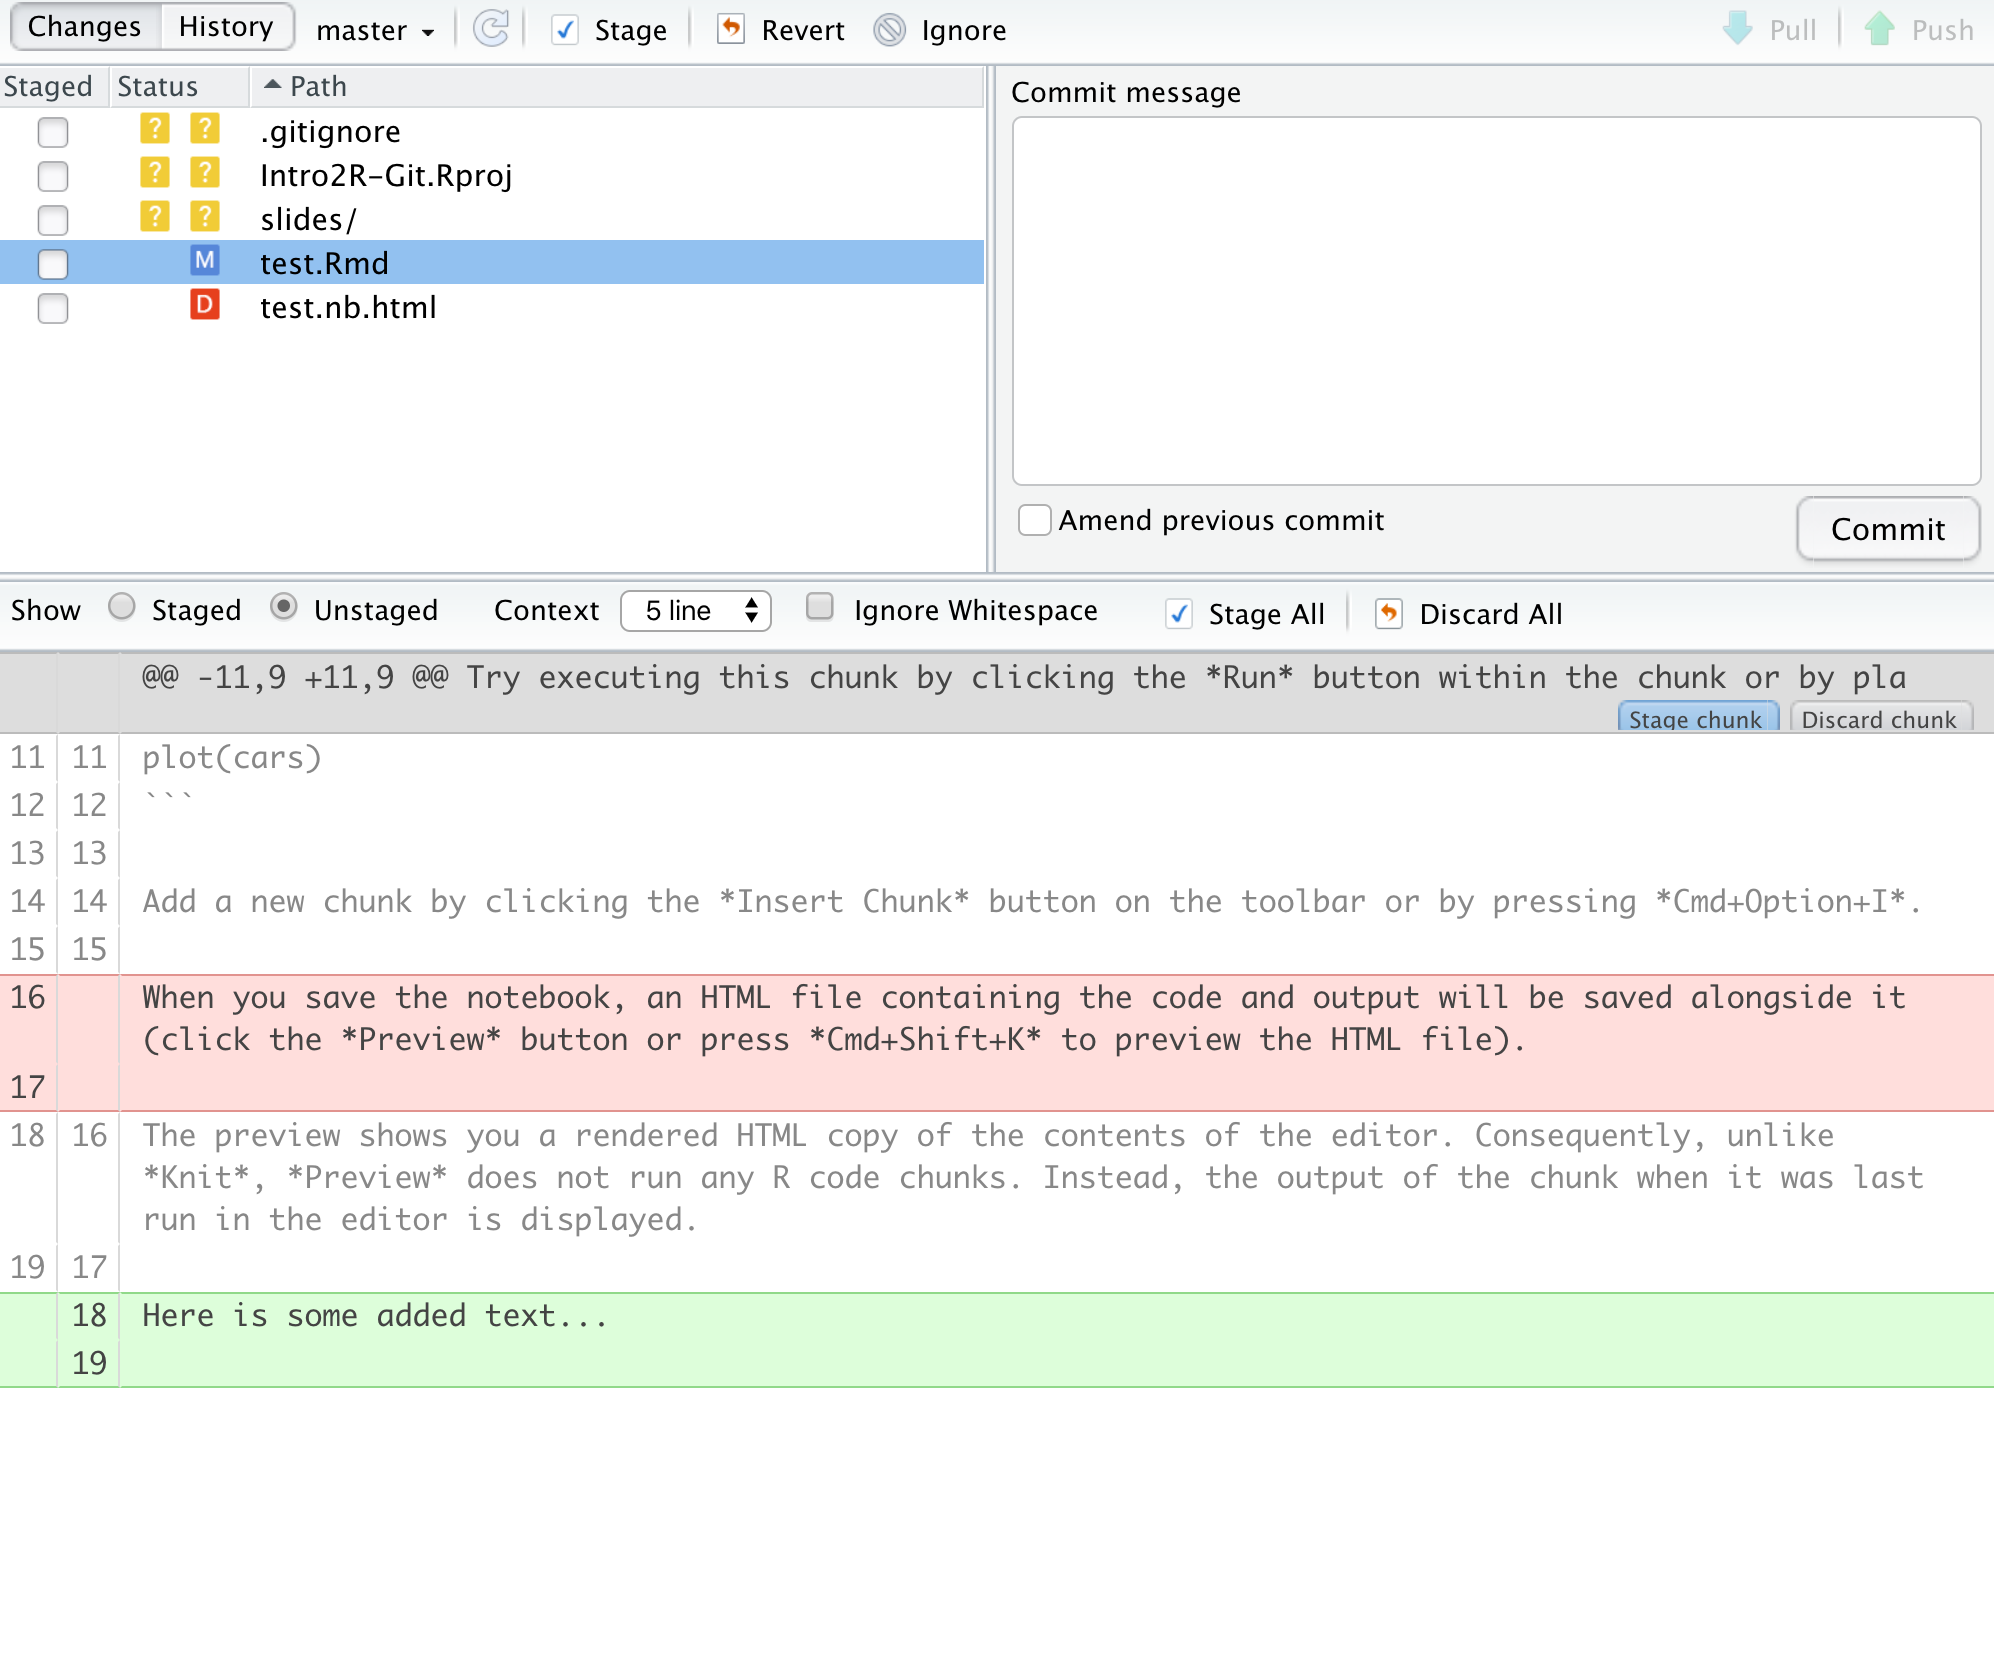 Changes History master Stage Revert Ignore Pull Push
Staged Status Path
? ? .gitignore
? ? Intro2R-Git.Rproj
? ? slides/
M test.Rmd
D test.nb.html
Commit message
Amend previous commit
Commit
Show Staged Unstaged Context 5 line Ignore Whitespace Stage All Discard All
@@ -11,9 +11,9 @@ Try executing this chunk by clicking the *Run* button within the chunk or by pla
Stage chunk Discard chunk
11 11 plot(cars)
12 12 ```
13 13
14 14 Add a new chunk by clicking the *Insert Chunk* button on the toolbar or by pressing *Cmd+Option+I*.
15 15
16 When you save the notebook, an HTML file containing the code and output will be saved alongside it
(click the *Preview* button or press *Cmd+Shift+K* to preview the HTML file).
17
18 16 The preview shows you a rendered HTML copy of the contents of the editor. Consequently, unlike
*Knit*, *Preview* does not run any R code chunks. Instead, the output of the chunk when it was last
run in the editor is displayed.
19 17
18 Here is some added text...
19